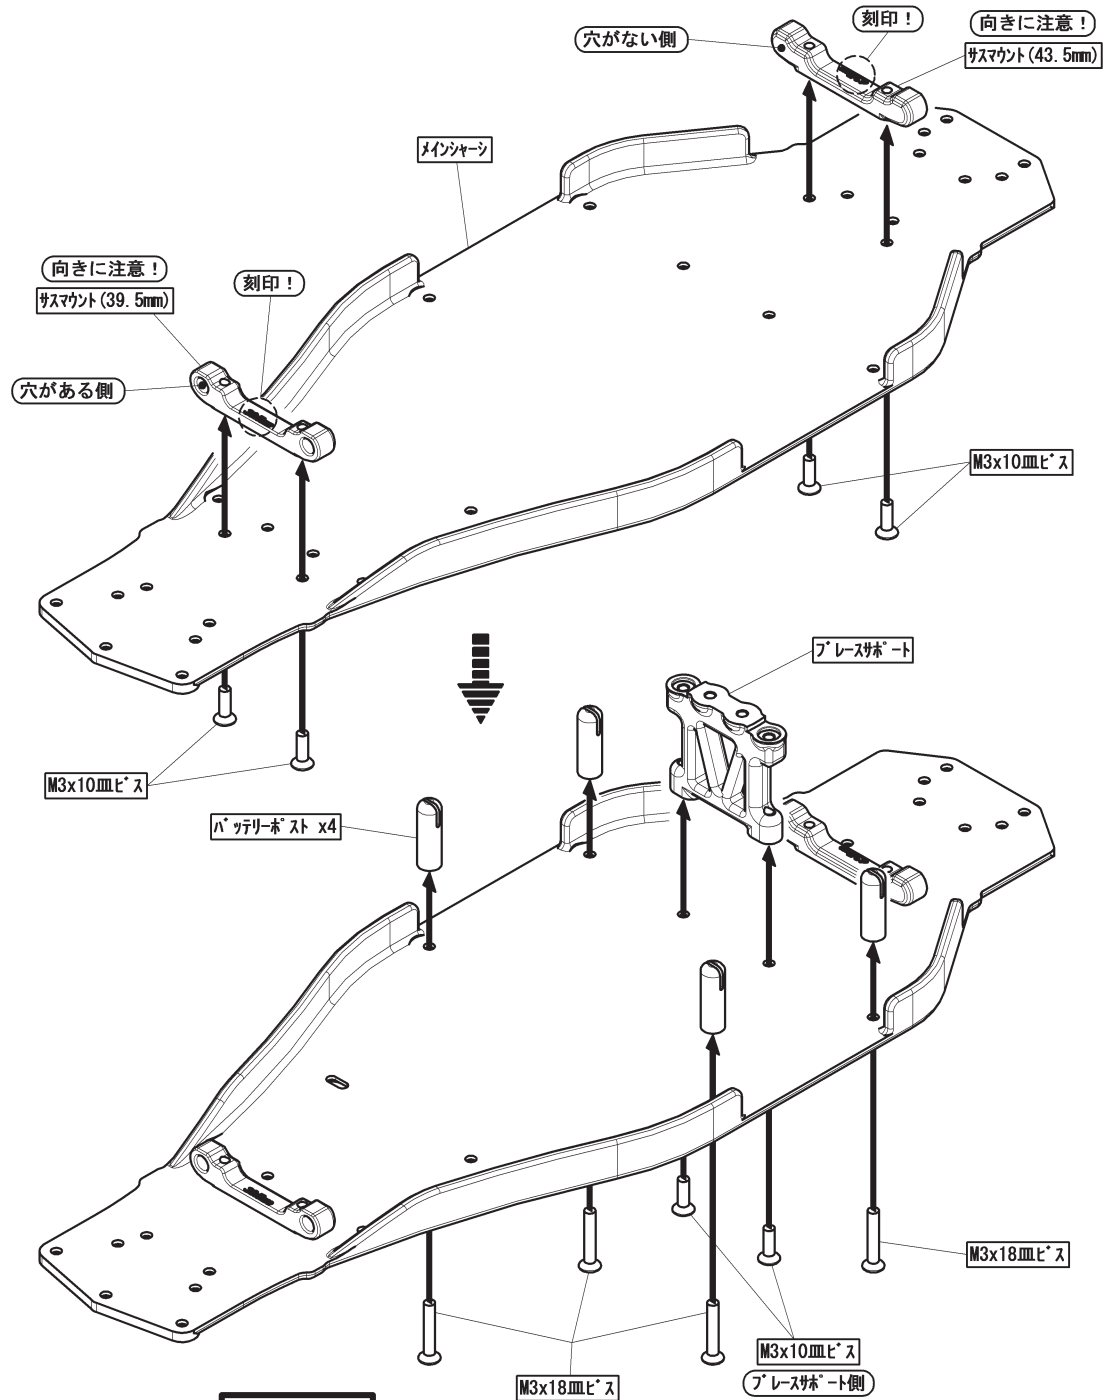 穴がない側
刻印！
向きに注意！
ｻｽﾏｳﾝﾄ(43.5mm)
ﾒｲﾝｼｬｰｼ
向きに注意！
ｻｽﾏｳﾝﾄ(39.5mm)
刻印！
穴がある側
M3x10皿ﾋﾞｽ
ﾌﾞﾚｰｽｻﾎﾟｰﾄ
M3x10皿ﾋﾞｽ
ﾊﾞｯﾃﾘｰﾎﾟｽﾄ x4
M3x18皿ﾋﾞｽ
M3x10皿ﾋﾞｽ
ﾌﾞﾚｰｽｻﾎﾟｰﾄ側
M3x18皿ﾋﾞｽ